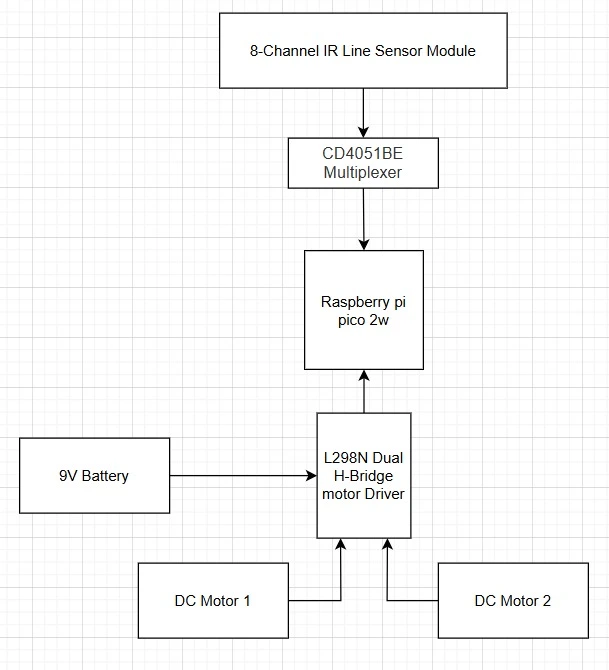 8-Channel IR Line Sensor Module
CD4051BE
Multiplexer
Raspberry pi
pico 2w
L298N Dual
H-Bridge
motor Driver
9V Battery
DC Motor 1
DC Motor 2